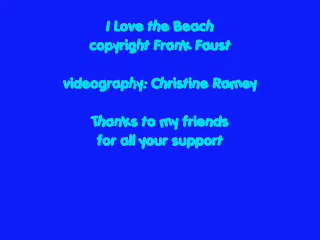 I Love the Beach
copyright Frank Faust
videography: Christine Ramey
Thanks to my friends
for all your support